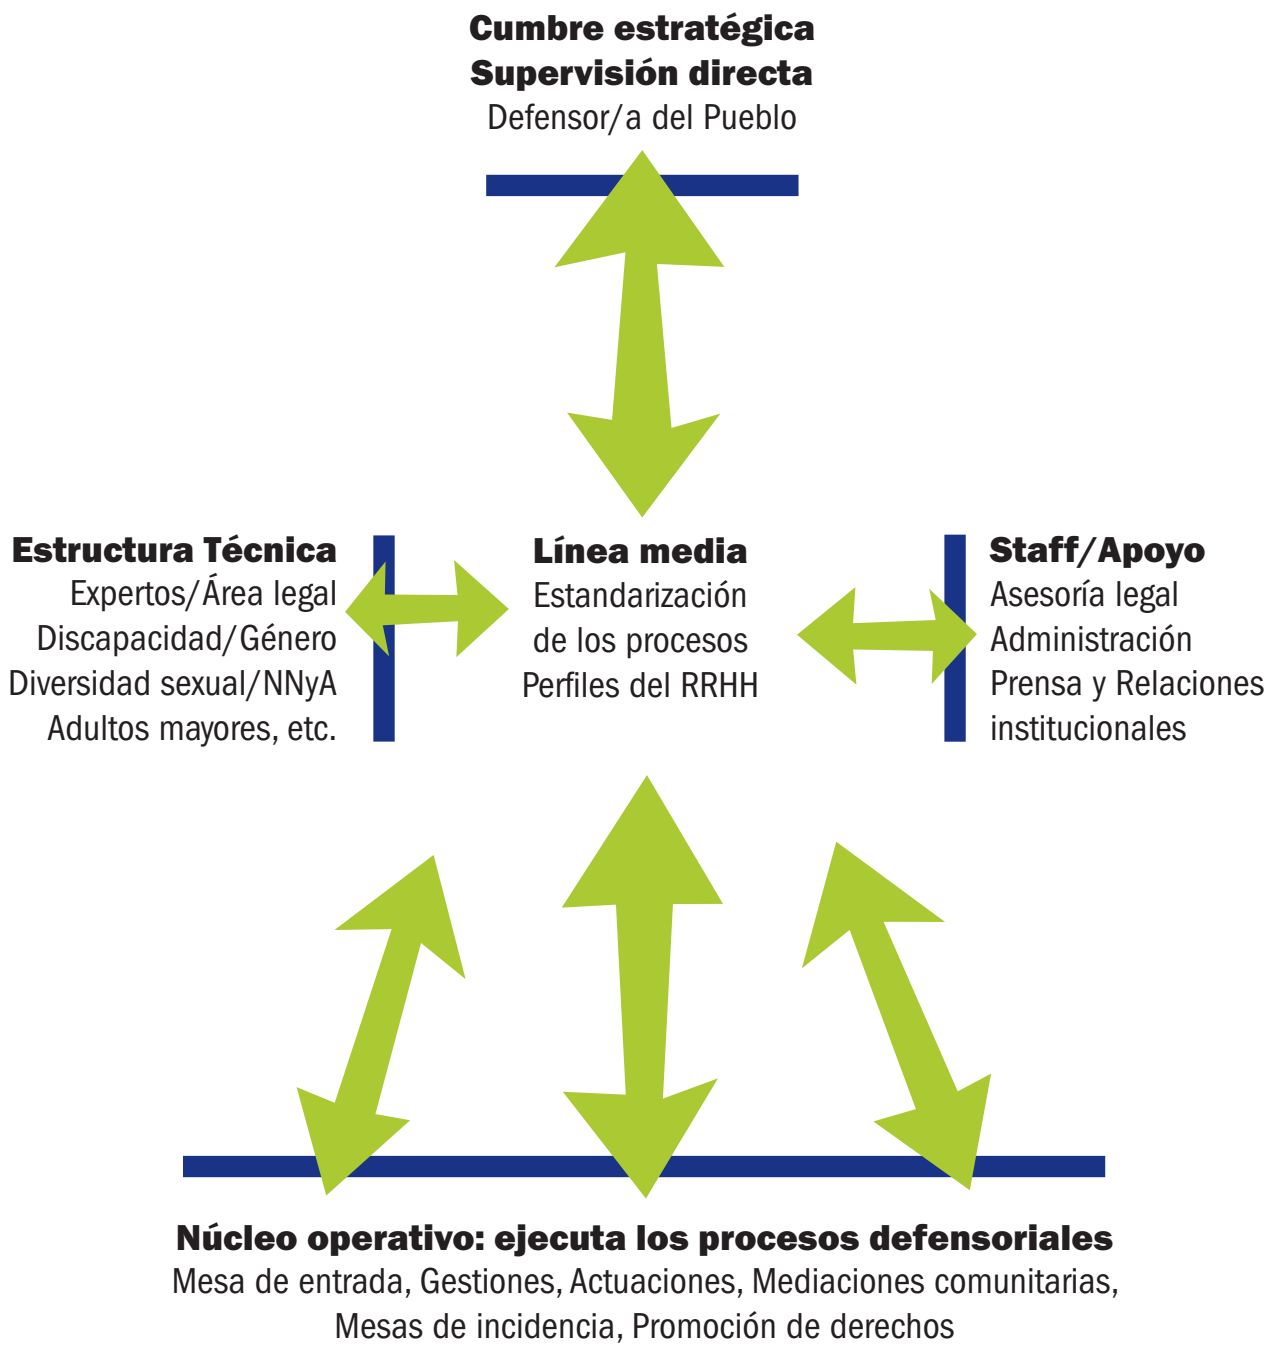 Cumbre estratégica
Supervisión directa
Defensor/a del Pueblo
Estructura Técnica
Expertos/Área legal
Discapacidad/Género
Diversidad sexual/NNyA
Adultos mayores, etc.
Línea media
Estandarización
de los procesos
Perfiles del RRHH
Staff/Apoyo
Asesoría legal
Administración
Prensa y Relaciones
institucionales
Núcleo operativo: ejecuta los procesos defensoriales
Mesa de entrada, Gestiones, Actuaciones, Mediaciones comunitarias,
Mesas de incidencia, Promoción de derechos